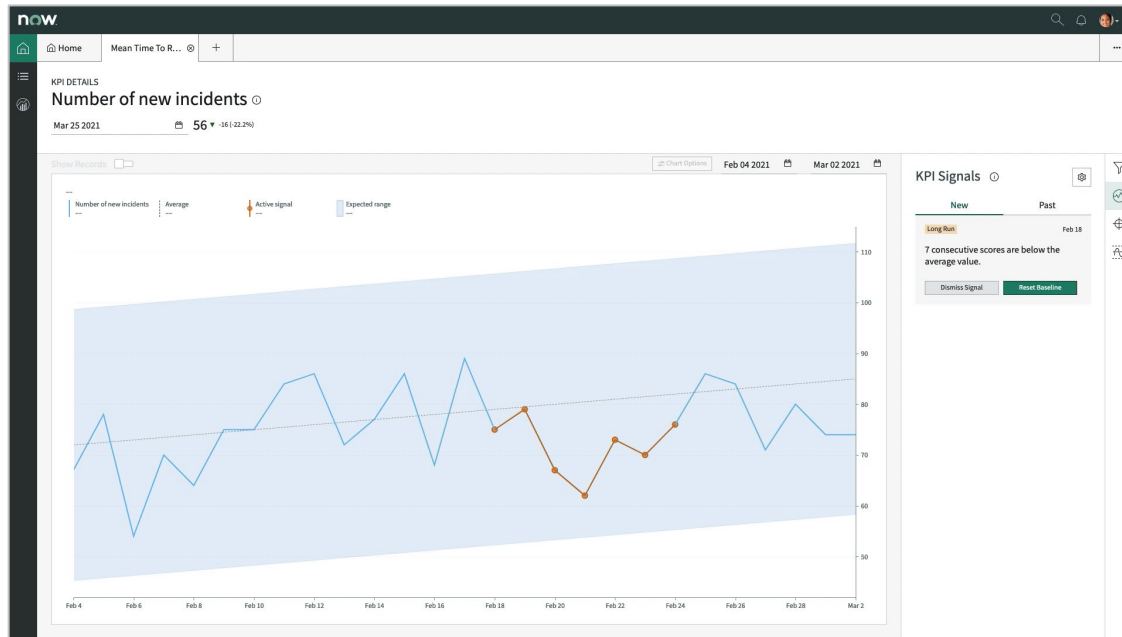 now.
Home
Mean Time To R...
KPI DETAILS
Number of new incidents
Mar 25 2021
56 ▼ -16 (-22.2%)
Show Records
Chart Options
Feb 04 2021
Mar 02 2021
--
Number of new incidents
--
Average
--
Active signal
--
Expected range
--
110
100
90
80
70
60
50
Feb 4
Feb 6
Feb 8
Feb 10
Feb 12
Feb 14
Feb 16
Feb 18
Feb 20
Feb 22
Feb 24
Feb 26
Feb 28
Mar 2
KPI Signals
New
Past
Long Run
Feb 18
7 consecutive scores are below the
average value.
Dismiss Signal
Reset Baseline